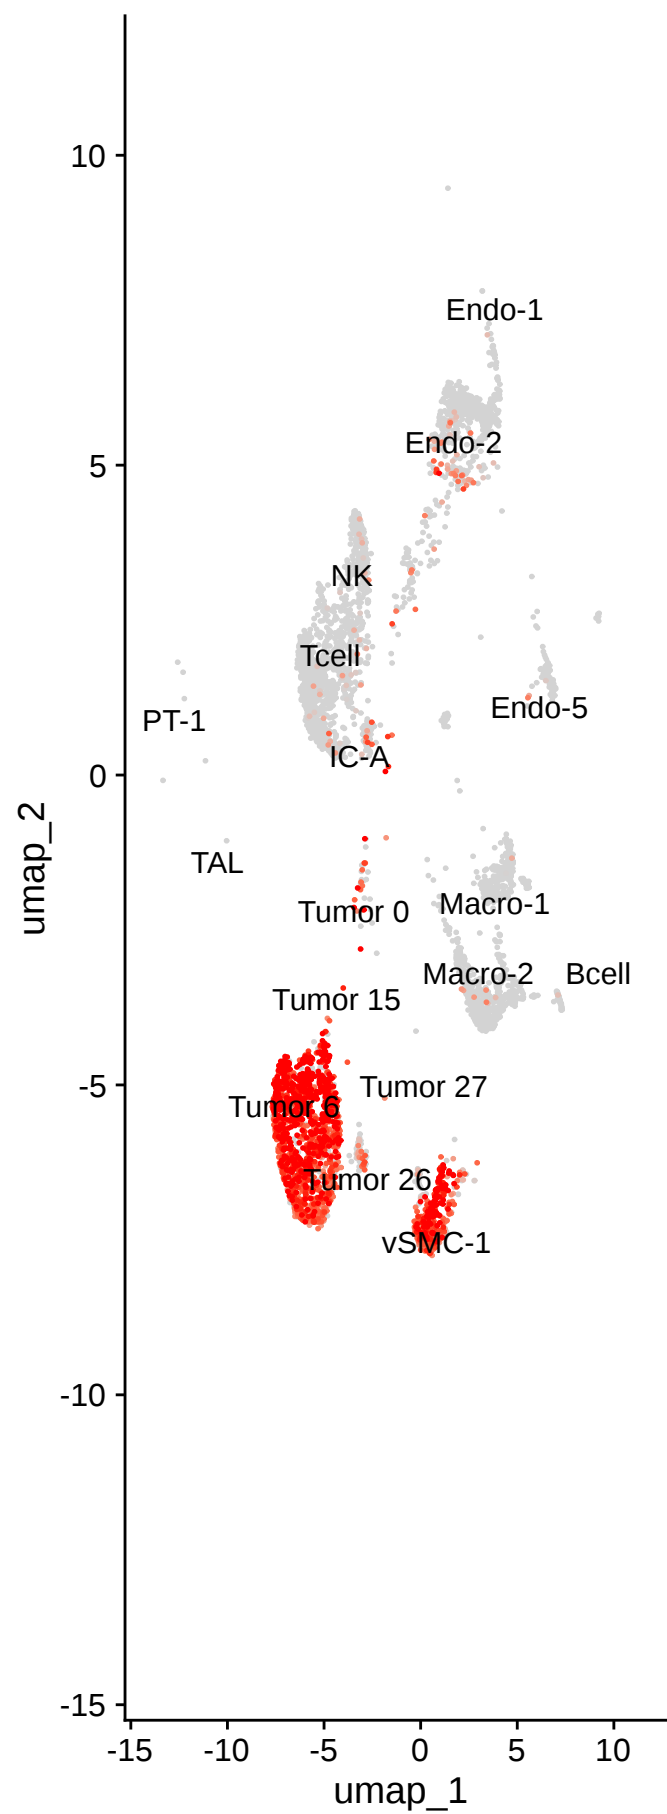 10
Endo-1
Endo-2
5
NK
Tcell
Endo-5
PT-1
IC-A
0
umap_2
TAL
Tumor 0
Macro-1
Macro-2
Bcell
Tumor 15
-5
Tumor 27
Tumor 6
Tumor 26
vSMC-1
-10
-15
-15
-10
-5
0
5
10
umap_1